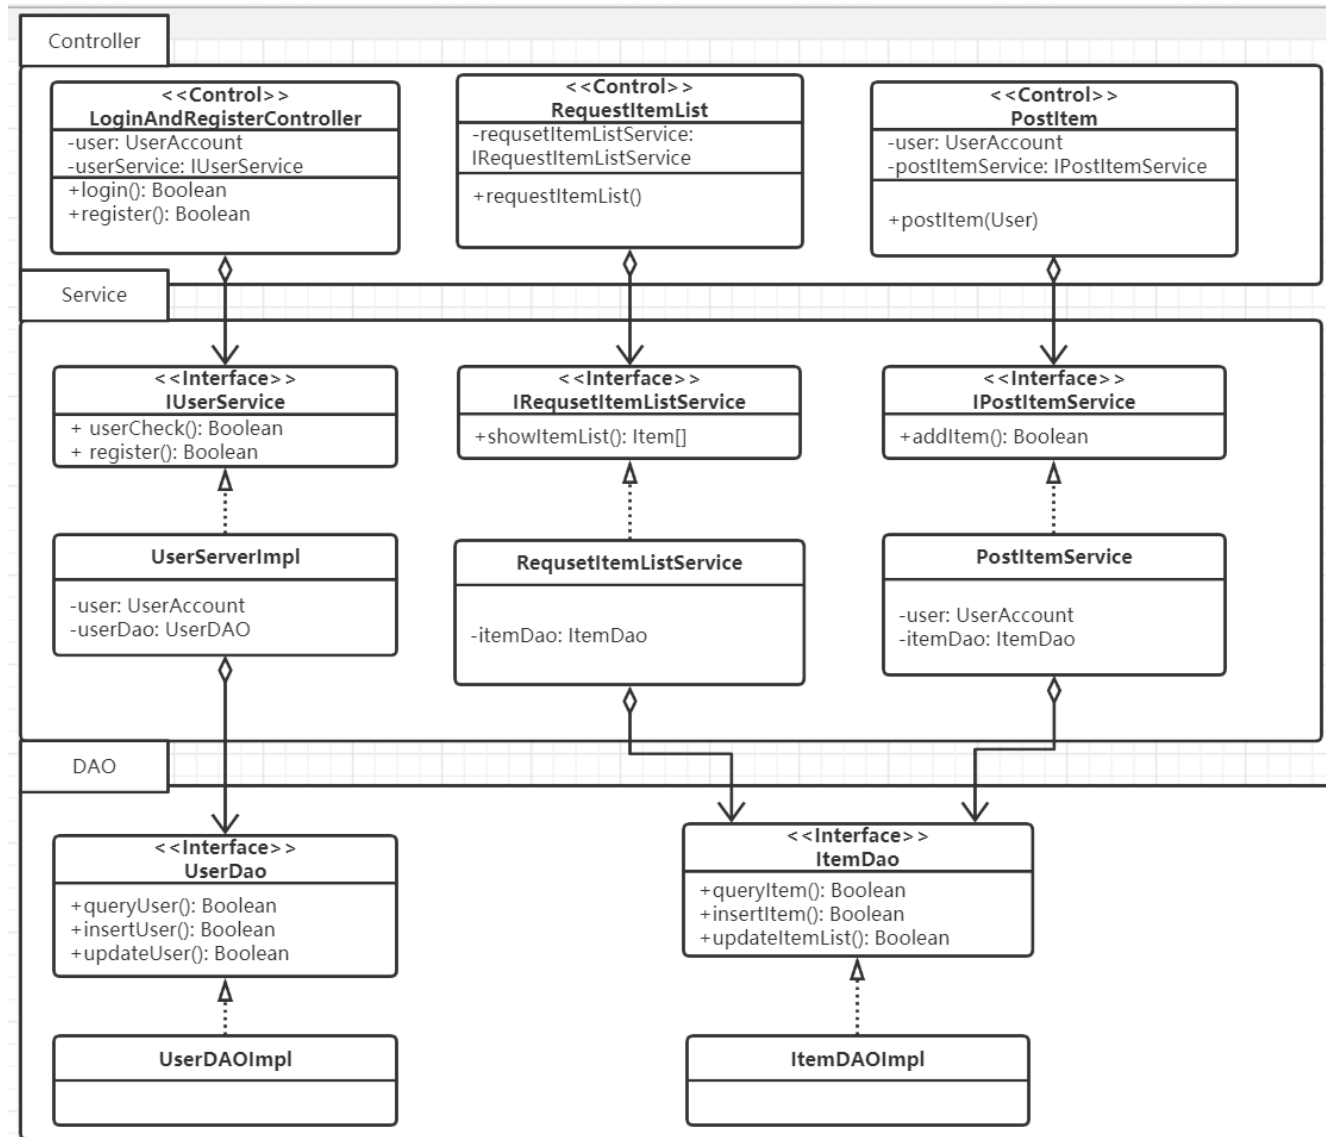 Controller
<<Control>>
LoginAndRegisterController
-user: UserAccount
-userService: IUserService
+login(): Boolean
+register(): Boolean
<<Control>>
RequestItemList
-requsetItemListService:
IRequestItemListService
+requestItemList()
<<Control>>
PostItem
-user: UserAccount
-postItemService: IPostItemService
+postItem(User)
Service
<<Interface>>
IUserService
+ userCheck(): Boolean
+ register(): Boolean
<<Interface>>
IRequsetItemListService
+showItemList(): Item[]
<<Interface>>
IPostItemService
+addItem(): Boolean
UserServerImpl
-user: UserAccount
-userDao: UserDAO
RequsetItemListService
-itemDao: ItemDao
PostItemService
-user: UserAccount
-itemDao: ItemDao
DAO
<<Interface>>
UserDao
+queryUser(): Boolean
+insertUser(): Boolean
+updateUser(): Boolean
<<Interface>>
ItemDao
+queryItem(): Boolean
+insertItem(): Boolean
+updateItemList(): Boolean
UserDAOImpl
ItemDAOImpl